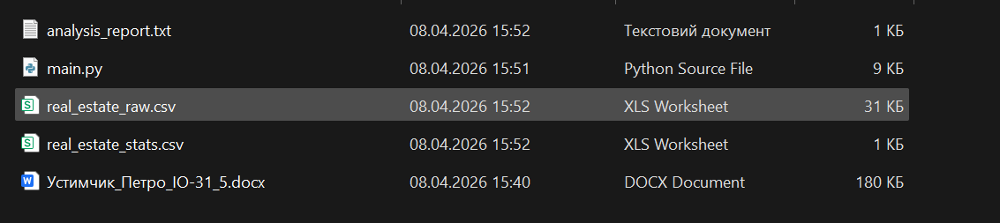 analysis_report.txt 08.04.2026 15:52 Текстовий документ 1 КБ
main.py 08.04.2026 15:51 Python Source File 9 КБ
real_estate_raw.csv 08.04.2026 15:52 XLS Worksheet 31 КБ
real_estate_stats.csv 08.04.2026 15:52 XLS Worksheet 1 КБ
Устимчик_Петро_ІО-31_5.docx 08.04.2026 15:40 DOCX Document 180 КБ